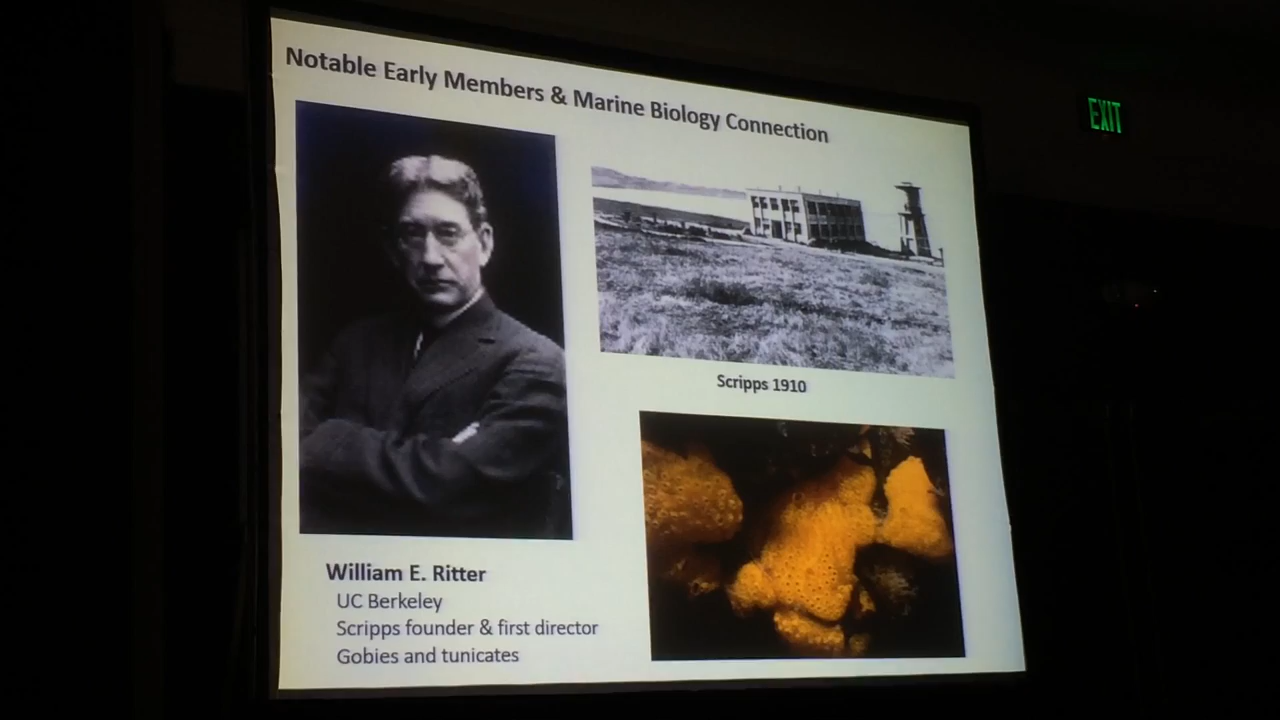 Notable Early Members & Marine Biology Connection
EXIT
Scripps 1910
William E. Ritter
UC Berkeley
Scripps founder & first director
Gobies and tunicates